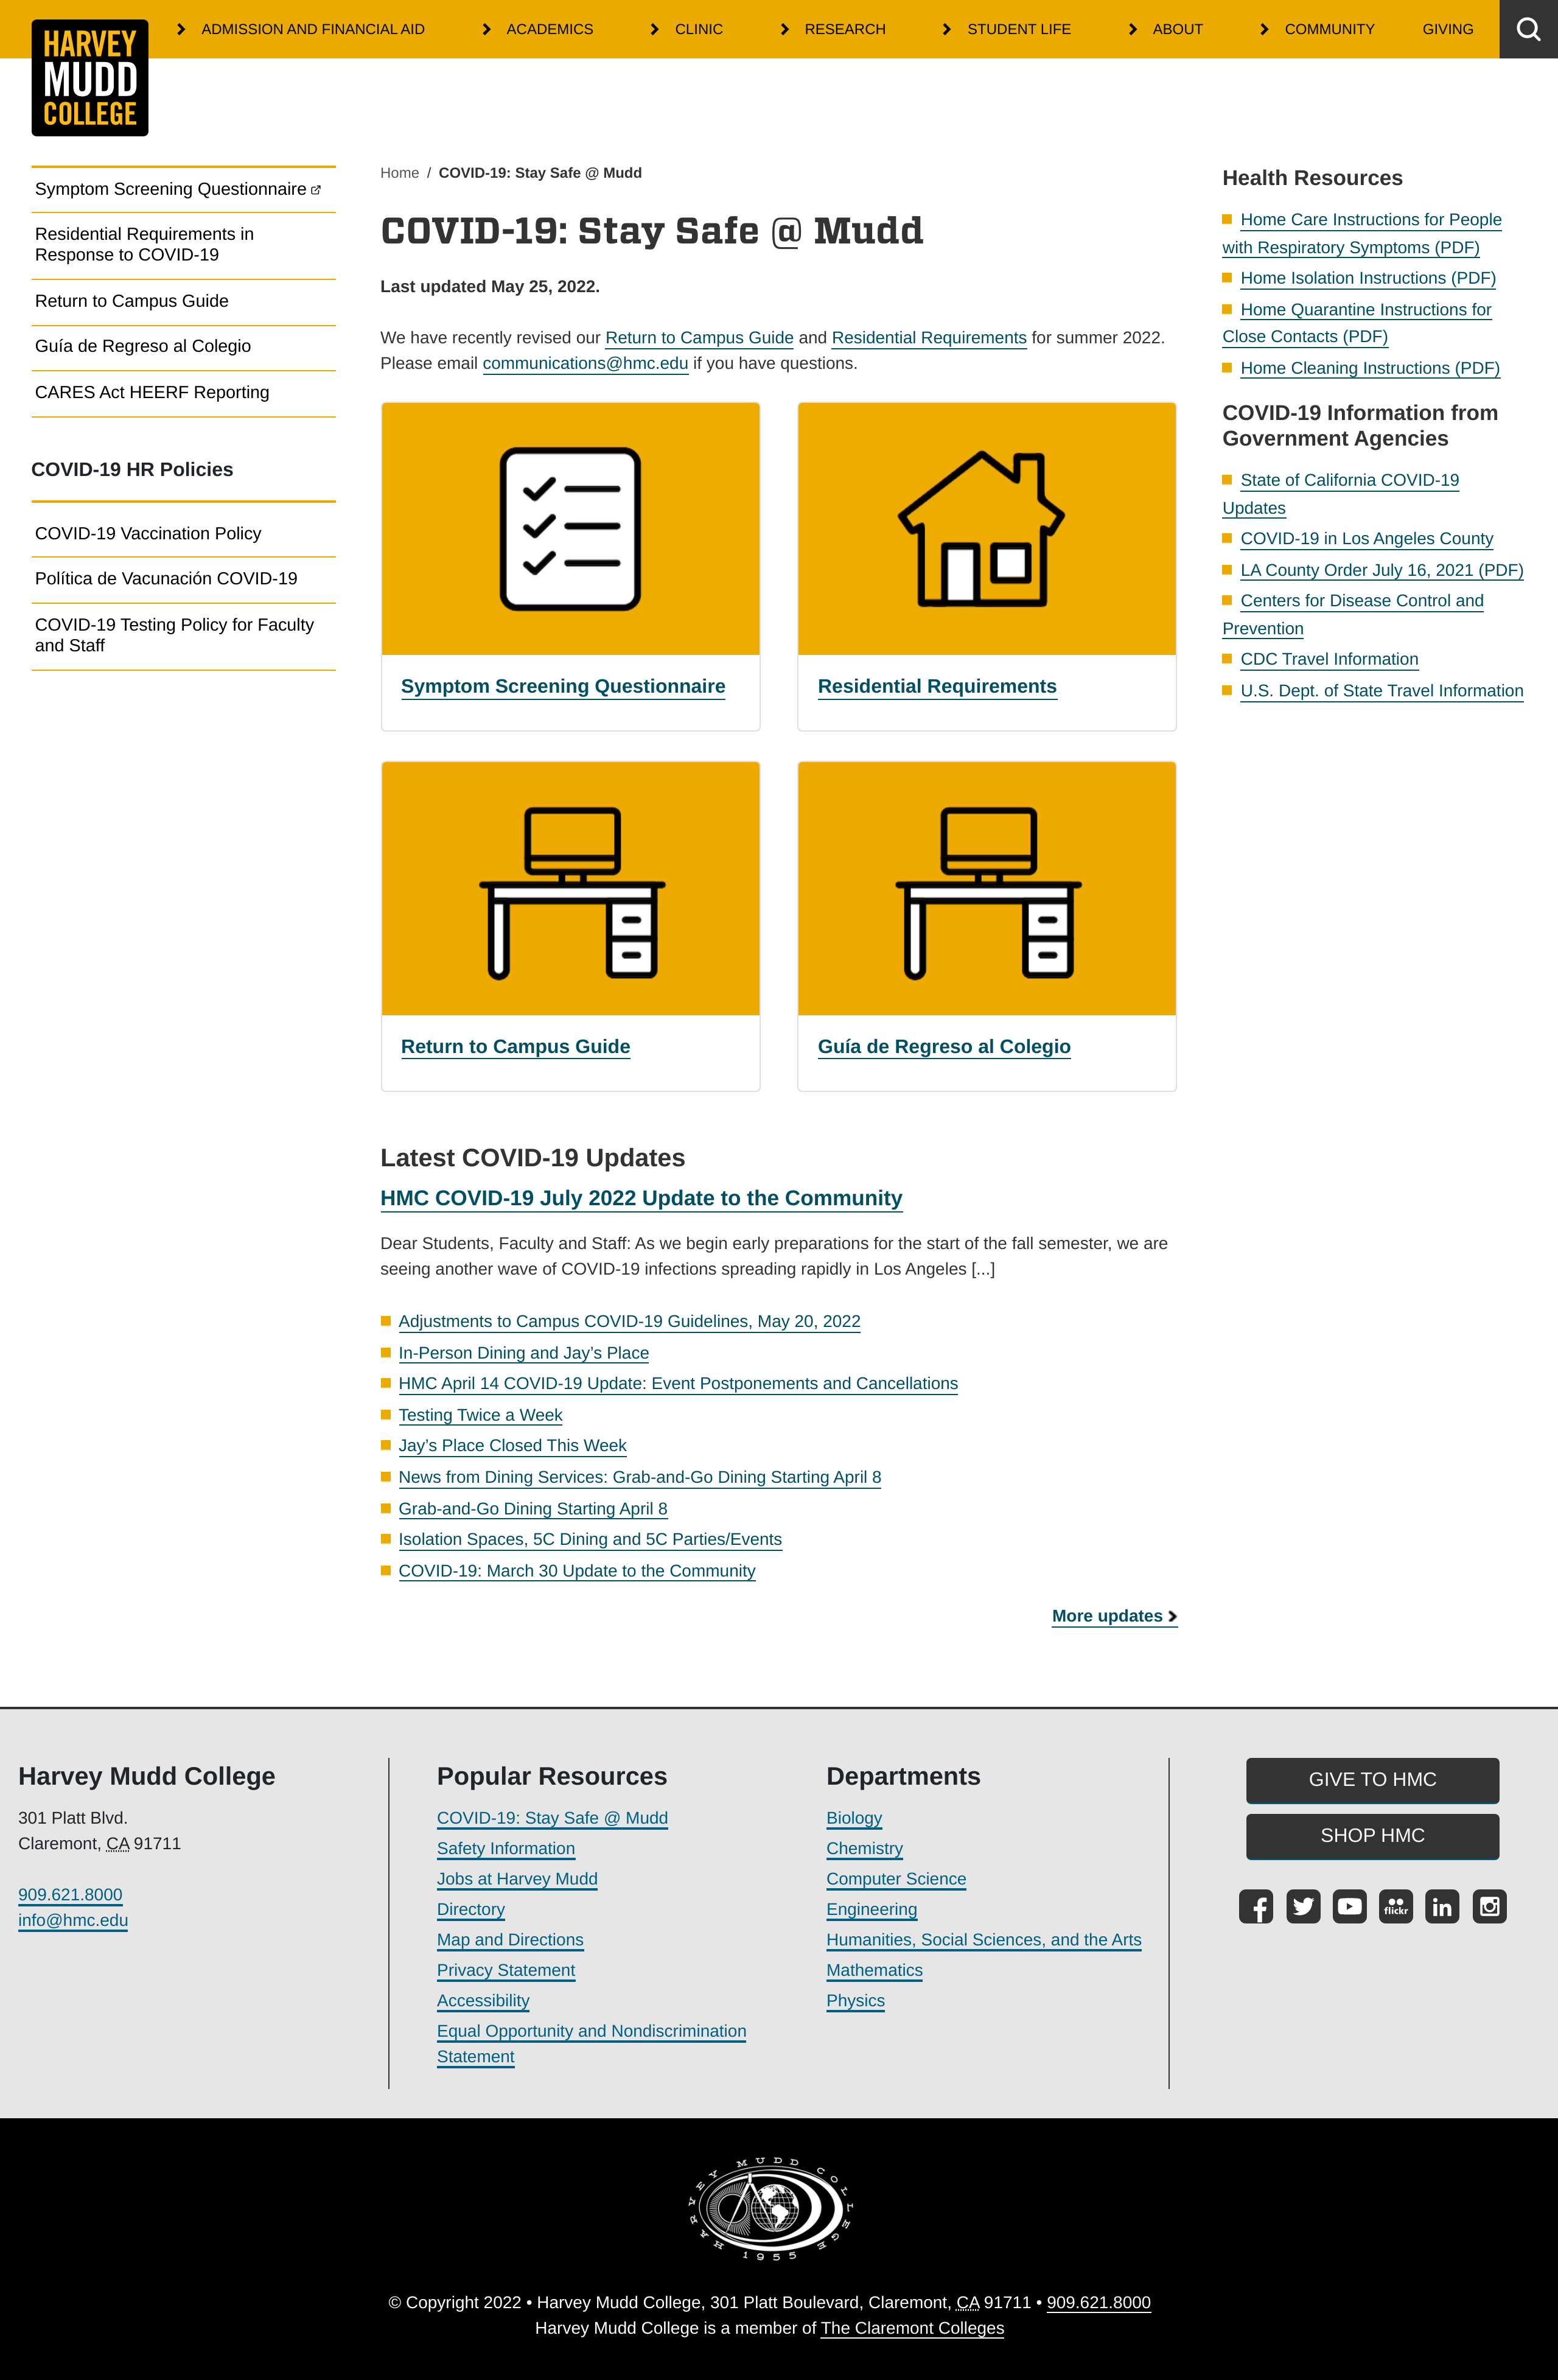 HARVEY
MUDD
COLLEGE
ADMISSION AND FINANCIAL AID
ACADEMICS
CLINIC
RESEARCH
STUDENT LIFE
ABOUT
COMMUNITY
GIVING
Symptom Screening Questionnaire
Residential Requirements in
Response to COVID-19
Return to Campus Guide
Guía de Regreso al Colegio
CARES Act HEERF Reporting
COVID-19 HR Policies
COVID-19 Vaccination Policy
Política de Vacunación COVID-19
COVID-19 Testing Policy for Faculty
and Staff
Home / COVID-19: Stay Safe @ Mudd
COVID-19: Stay Safe @ Mudd
Last updated May 25, 2022.
We have recently revised our Return to Campus Guide and Residential Requirements for summer 2022.
Please email communications@hmc.edu if you have questions.
Symptom Screening Questionnaire
Residential Requirements
Return to Campus Guide
Guía de Regreso al Colegio
Latest COVID-19 Updates
HMC COVID-19 July 2022 Update to the Community
Dear Students, Faculty and Staff: As we begin early preparations for the start of the fall semester, we are
seeing another wave of COVID-19 infections spreading rapidly in Los Angeles [...]
Adjustments to Campus COVID-19 Guidelines, May 20, 2022
In-Person Dining and Jay’s Place
HMC April 14 COVID-19 Update: Event Postponements and Cancellations
Testing Twice a Week
Jay’s Place Closed This Week
News from Dining Services: Grab-and-Go Dining Starting April 8
Grab-and-Go Dining Starting April 8
Isolation Spaces, 5C Dining and 5C Parties/Events
COVID-19: March 30 Update to the Community
More updates
Health Resources
Home Care Instructions for People
with Respiratory Symptoms (PDF)
Home Isolation Instructions (PDF)
Home Quarantine Instructions for
Close Contacts (PDF)
Home Cleaning Instructions (PDF)
COVID-19 Information from
Government Agencies
State of California COVID-19
Updates
COVID-19 in Los Angeles County
LA County Order July 16, 2021 (PDF)
Centers for Disease Control and
Prevention
CDC Travel Information
U.S. Dept. of State Travel Information
Harvey Mudd College
301 Platt Blvd.
Claremont, CA 91711
909.621.8000
info@hmc.edu
Popular Resources
COVID-19: Stay Safe @ Mudd
Safety Information
Jobs at Harvey Mudd
Directory
Map and Directions
Privacy Statement
Accessibility
Equal Opportunity and Nondiscrimination
Statement
Departments
Biology
Chemistry
Computer Science
Engineering
Humanities, Social Sciences, and the Arts
Mathematics
Physics
GIVE TO HMC
SHOP HMC
flickr
in
HARVEY MUDD COLLEGE
1955
© Copyright 2022 • Harvey Mudd College, 301 Platt Boulevard, Claremont, CA 91711 • 909.621.8000
Harvey Mudd College is a member of The Claremont Colleges